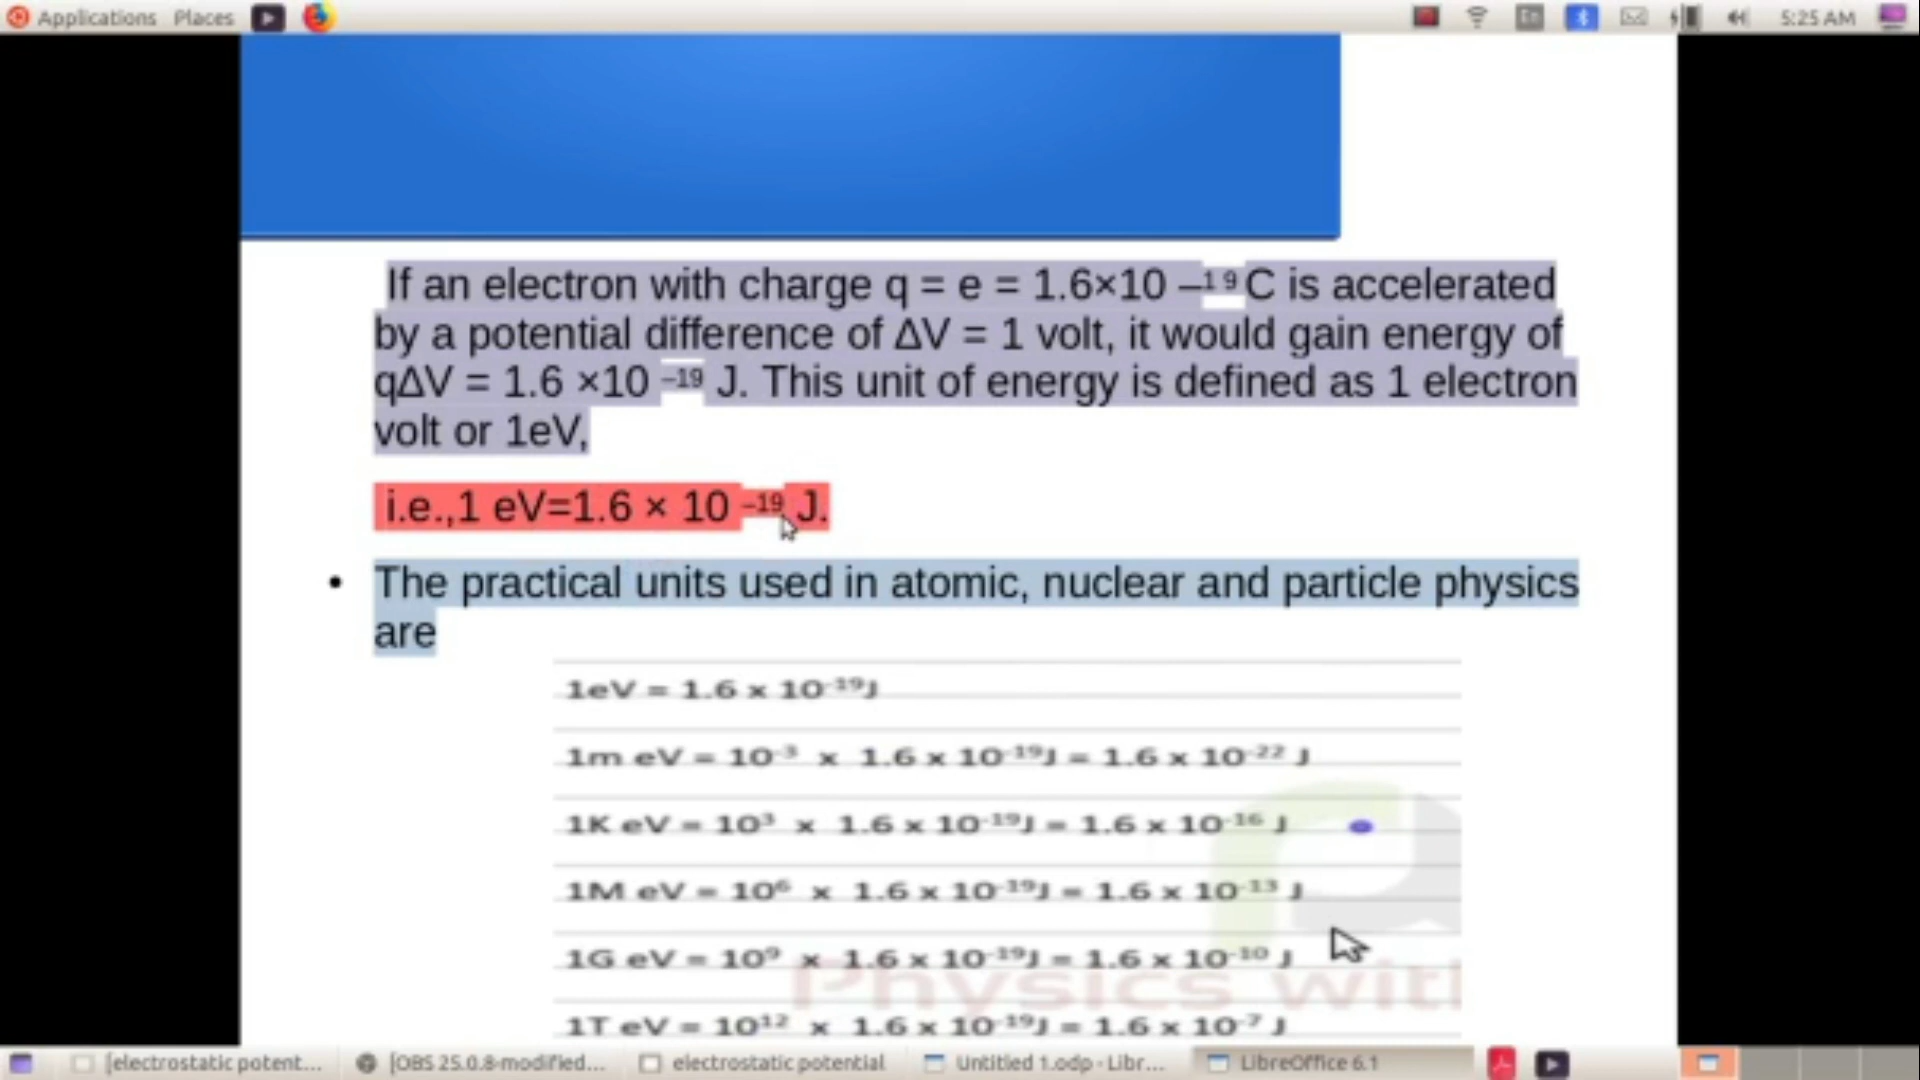 Applications Places En 5:25 AM
If an electron with charge q = e = 1.6×10 –19 C is accelerated
by a potential difference of ΔV = 1 volt, it would gain energy of
qΔV = 1.6 ×10 –19 J. This unit of energy is defined as 1 electron
volt or 1eV,
i.e.,1 eV=1.6 × 10 –19 J.
• The practical units used in atomic, nuclear and particle physics
are
1eV = 1.6 x 10-19J
1m eV = 10-3 x 1.6 x 10-19J = 1.6 x 10-22 J
1K eV = 103 x 1.6 x 10-19J = 1.6 x 10-16 J
1M eV = 106 x 1.6 x 10-19J = 1.6 x 10-13 J
1G eV = 109 x 1.6 x 10-19J = 1.6 x 10-10 J
Physics with
1T eV = 1012 x 1.6 x 10-19J = 1.6 x 10-7 J
[electrostatic potent... [OBS 25.0.8-modified... electrostatic potential Untitled 1.odp - Libr... LibreOffice 6.1